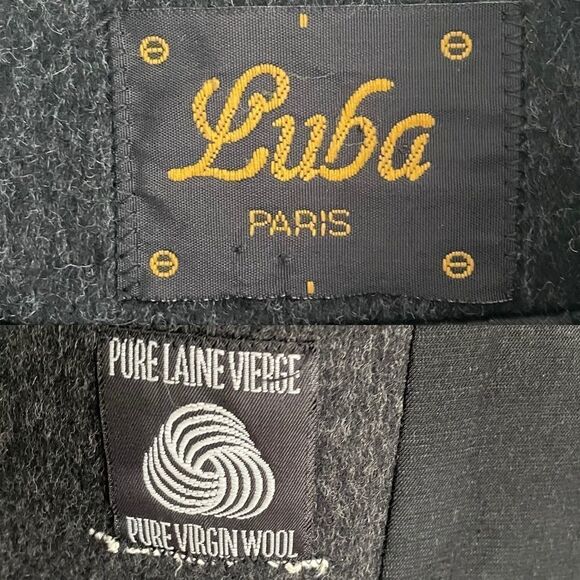 Luba
PARIS
PURE LAINE VIERGE
PURE VIRGIN WOOL